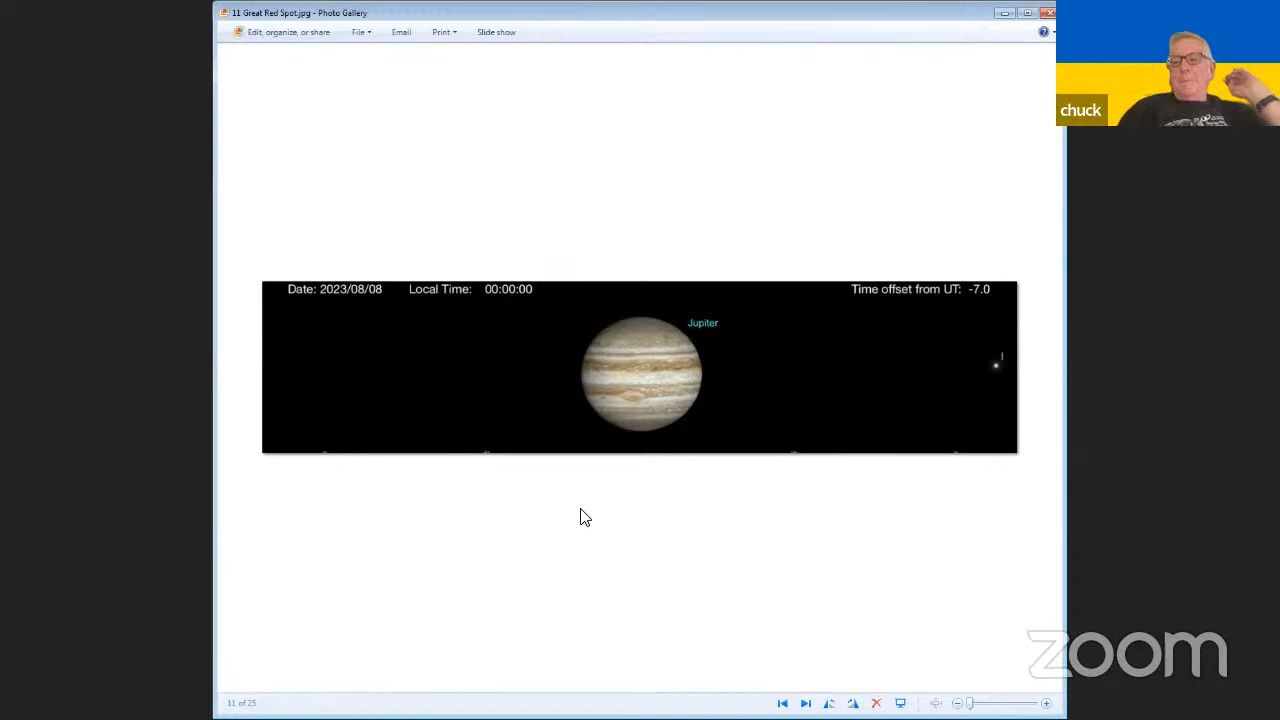 11 Great Red Spot.jpg - Photo Gallery
Edit, organize, or share
File
Email
Print
Slide show
chuck
Date: 2023/08/08
Local Time: 00:00:00
Time offset from UT: -7.0
Jupiter
I
zoom
11 of 25